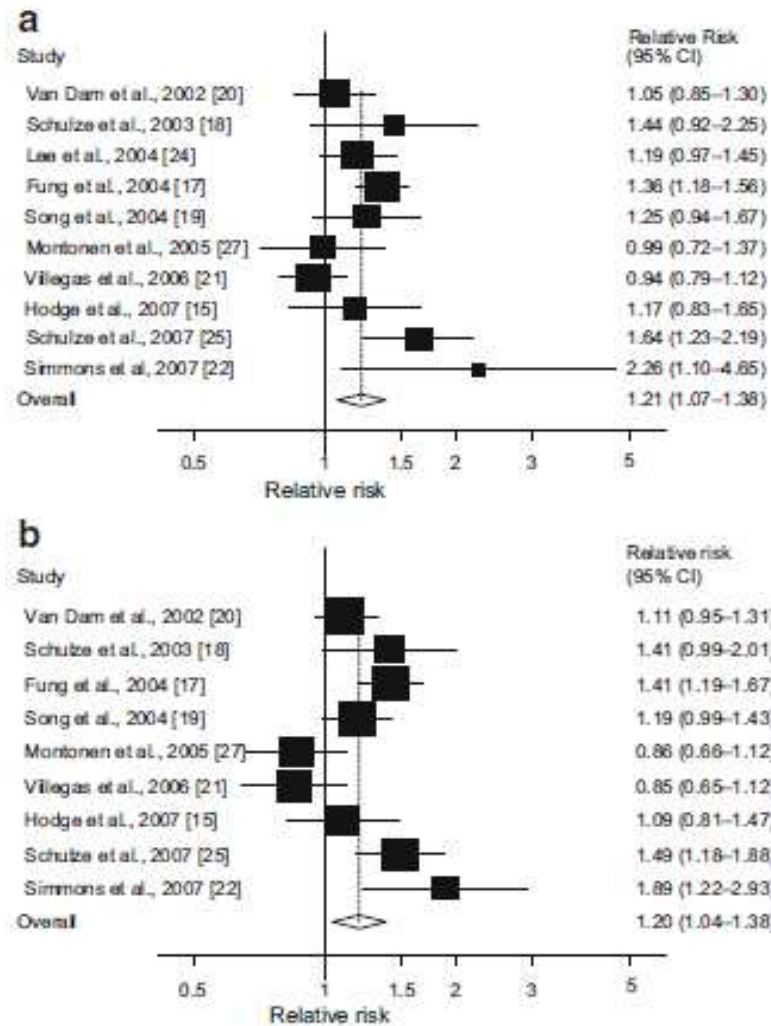 a
Study Relative Risk (95% CI)
Van Dam et al., 2002 [20] 1.05 (0.85–1.30)
Schulze et al., 2003 [18] 1.44 (0.92–2.25)
Lee et al., 2004 [24] 1.19 (0.97–1.45)
Fung et al., 2004 [17] 1.36 (1.18–1.56)
Song et al., 2004 [19] 1.25 (0.94–1.67)
Montonen et al., 2005 [27] 0.99 (0.72–1.37)
Villegas et al., 2006 [21] 0.94 (0.79–1.12)
Hodge et al., 2007 [15] 1.17 (0.83–1.65)
Schulze et al., 2007 [25] 1.64 (1.23–2.19)
Simmons et al, 2007 [22] 2.26 (1.10–4.65)
Overall 1.21 (1.07–1.38)
0.5 1 1.5 2 3 5
Relative risk
b
Study Relative risk (95% CI)
Van Dam et al., 2002 [20] 1.11 (0.95–1.31)
Schulze et al., 2003 [18] 1.41 (0.99–2.01)
Fung et al., 2004 [17] 1.41 (1.19–1.67)
Song et al., 2004 [19] 1.19 (0.99–1.43)
Montonen et al., 2005 [27] 0.86 (0.66–1.12)
Villegas et al., 2006 [21] 0.85 (0.65–1.12)
Hodge et al., 2007 [15] 1.09 (0.81–1.47)
Schulze et al., 2007 [25] 1.49 (1.18–1.88)
Simmons et al., 2007 [22] 1.89 (1.22–2.93)
Overall 1.20 (1.04–1.38)
0.5 1 1.5 2 3 5
Relative risk